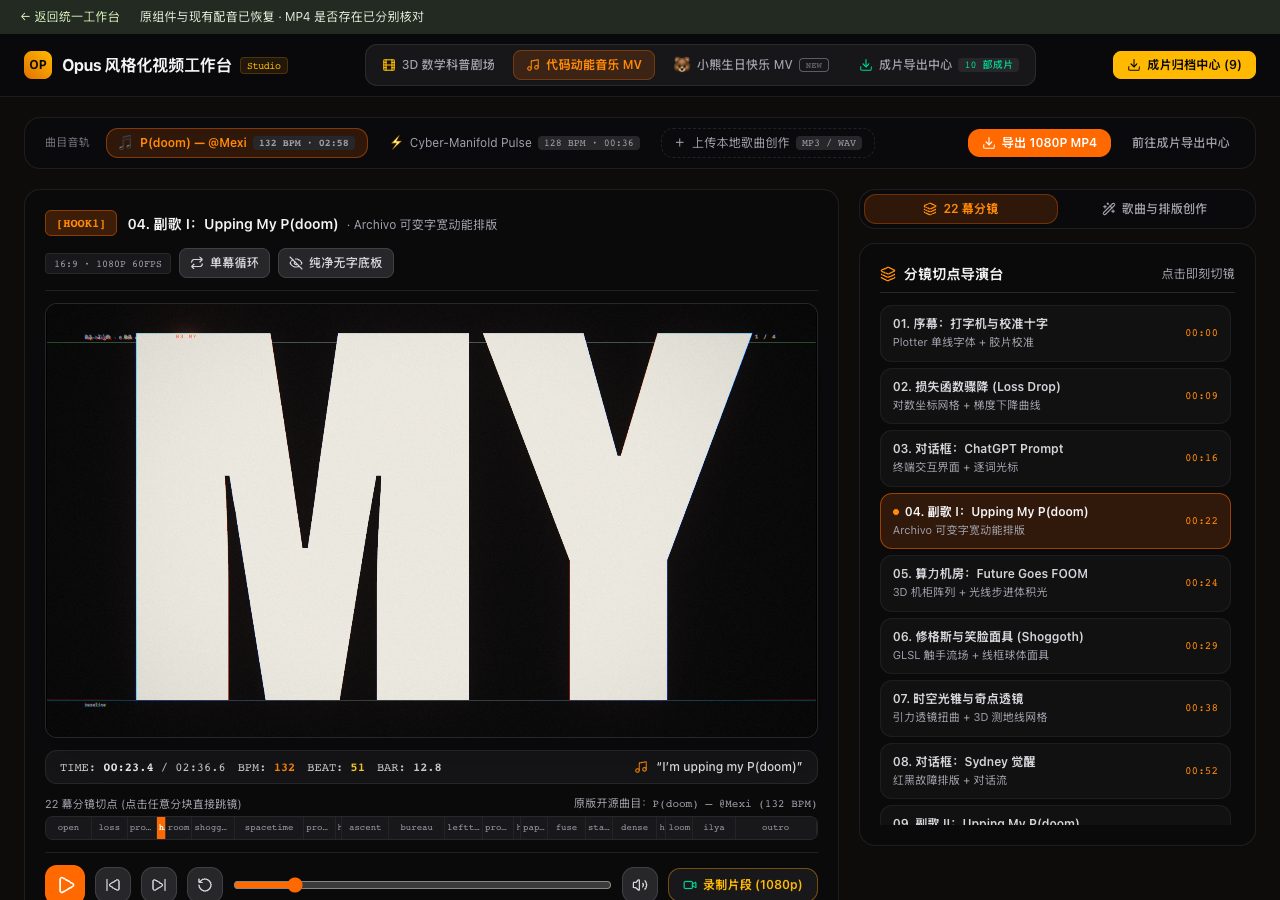 ← 返回统一工作台 原组件与现有配音已恢复 · MP4 是否存在已分别核对
OP Opus 风格化视频工作台 Studio
3D 数学科普剧场
代码动能音乐 MV
小熊生日快乐 MV NEW
成片导出中心 10 部成片
成片归档中心 (9)
曲目音轨
P(doom) — @Mexi 132 BPM · 02:58
Cyber-Manifold Pulse 128 BPM · 00:36
+ 上传本地歌曲创作 MP3 / WAV
导出 1080P MP4
前往成片导出中心
[HOOK1] 04. 副歌 I：Upping My P(doom) · Archivo 可变字宽动能排版
16:9 · 1080P 60FPS
单幕循环
纯净无字底板
MY
baseline
TIME: 00:23.4 / 02:36.6 BPM: 132 BEAT: 51 BAR: 12.8
“I’m upping my P(doom)”
22 幕分镜切点 (点击任意分块直接跳镜)
原版开源曲目: P(doom) — @Mexi (132 BPM)
open loss pro… h room shogg… spacetime pro… h ascent bureau leftt… pro… h pap… fuse sta… dense h loom ilya outro
录制片段 (1080p)
22 幕分镜
歌曲与排版创作
分镜切点导演台
点击即刻切镜
01. 序幕：打字机与校准十字
Plotter 单线字体 + 胶片校准
00:00
02. 损失函数骤降 (Loss Drop)
对数坐标网格 + 梯度下降曲线
00:09
03. 对话框：ChatGPT Prompt
终端交互界面 + 逐词光标
00:16
04. 副歌 I：Upping My P(doom)
Archivo 可变字宽动能排版
00:22
05. 算力机房：Future Goes FOOM
3D 机柜阵列 + 光线步进体积光
00:24
06. 修格斯与笑脸面具 (Shoggoth)
GLSL 触手流场 + 线框球体面具
00:29
07. 时空光锥与奇点透镜
引力透镜扭曲 + 3D 测地线网格
00:38
08. 对话框：Sydney 觉醒
红黑故障排版 + 对话流
00:52
09. 副歌 II：Upping My P(doom)